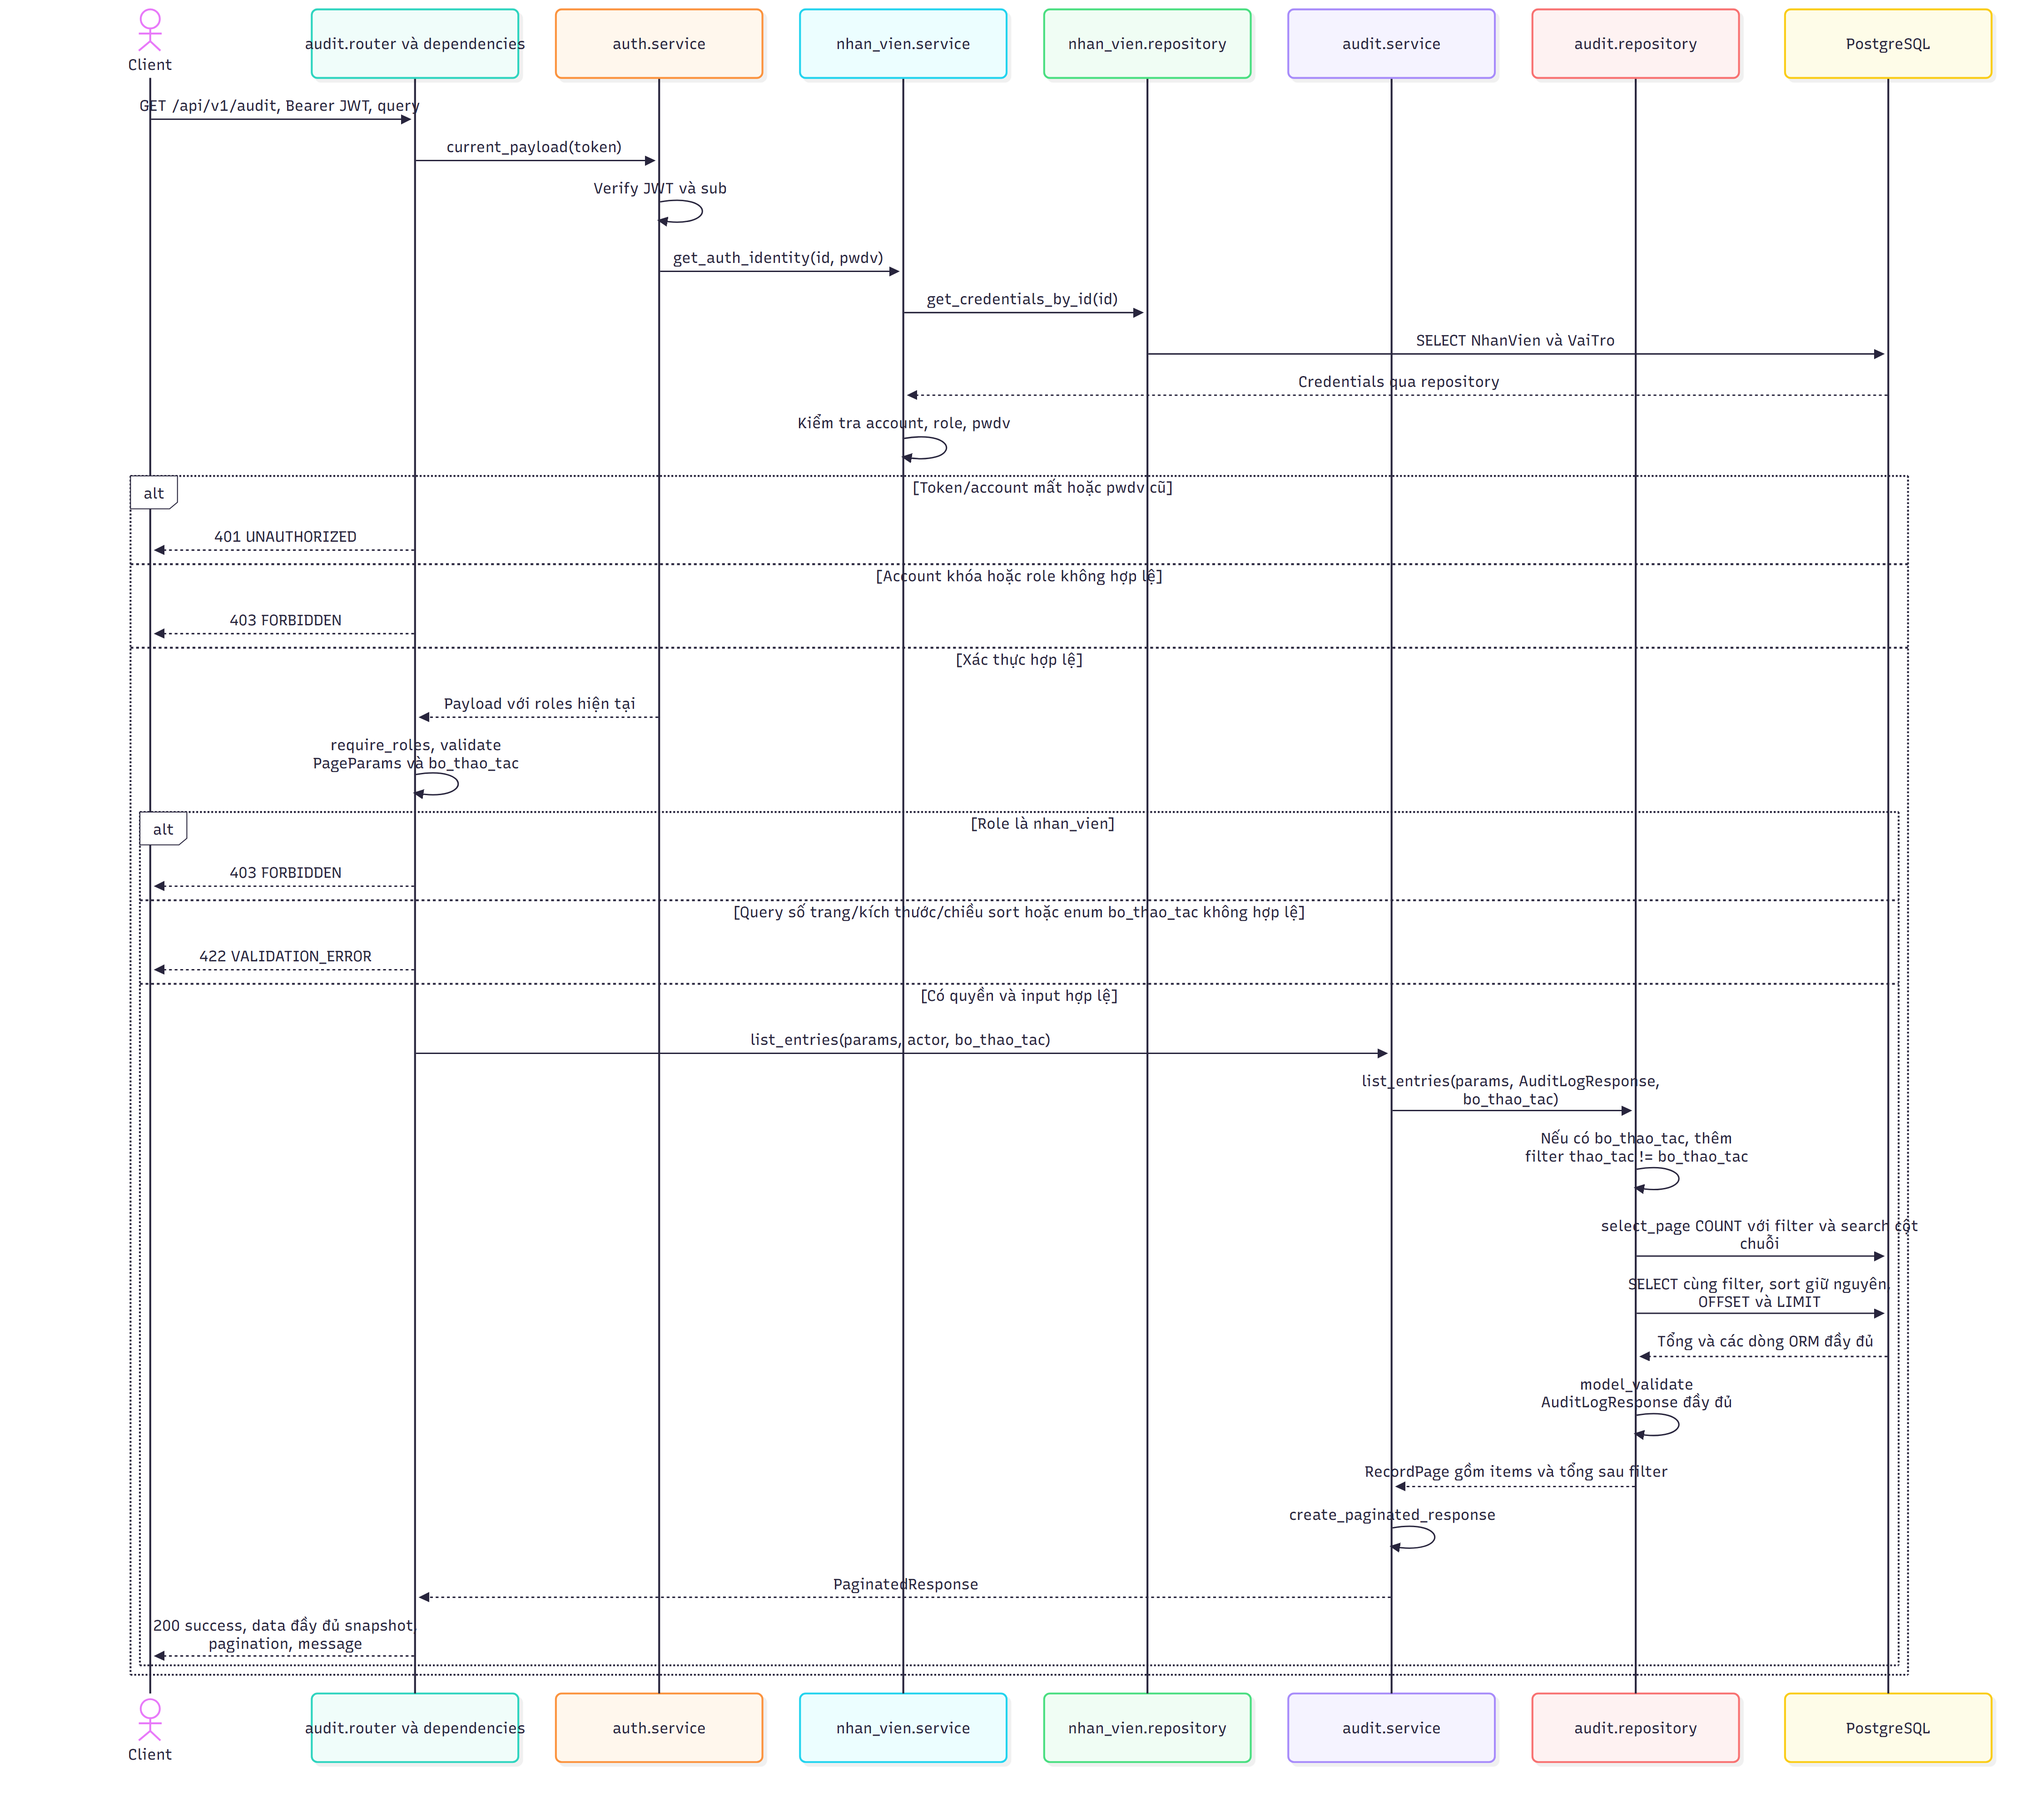 Client
audit.router và dependencies
auth.service
nhan_vien.service
nhan_vien.repository
audit.service
audit.repository
PostgreSQL
GET /api/v1/audit, Bearer JWT, query
current_payload(token)
Verify JWT và sub
get_auth_identity(id, pwdv)
get_credentials_by_id(id)
SELECT NhanVien và VaiTro
Credentials qua repository
Kiểm tra account, role, pwdv
alt
[Token/account mất hoặc pwdv cũ]
401 UNAUTHORIZED
[Account khóa hoặc role không hợp lệ]
403 FORBIDDEN
[Xác thực hợp lệ]
Payload với roles hiện tại
require_roles, validate
PageParams và bo_thao_tac
alt
[Role là nhan_vien]
403 FORBIDDEN
[Query số trang/kích thước/chiều sort hoặc enum bo_thao_tac không hợp lệ]
422 VALIDATION_ERROR
[Có quyền và input hợp lệ]
list_entries(params, actor, bo_thao_tac)
list_entries(params, AuditLogResponse,
bo_thao_tac)
Nếu có bo_thao_tac, thêm
filter thao_tac != bo_thao_tac
select_page COUNT với filter và search cột
chuỗi
SELECT cùng filter, sort giữ nguyên,
OFFSET và LIMIT
Tổng và các dòng ORM đầy đủ
model_validate
AuditLogResponse đầy đủ
RecordPage gồm items và tổng sau filter
create_paginated_response
PaginatedResponse
200 success, data đầy đủ snapshot,
pagination, message
Client
audit.router và dependencies
auth.service
nhan_vien.service
nhan_vien.repository
audit.service
audit.repository
PostgreSQL